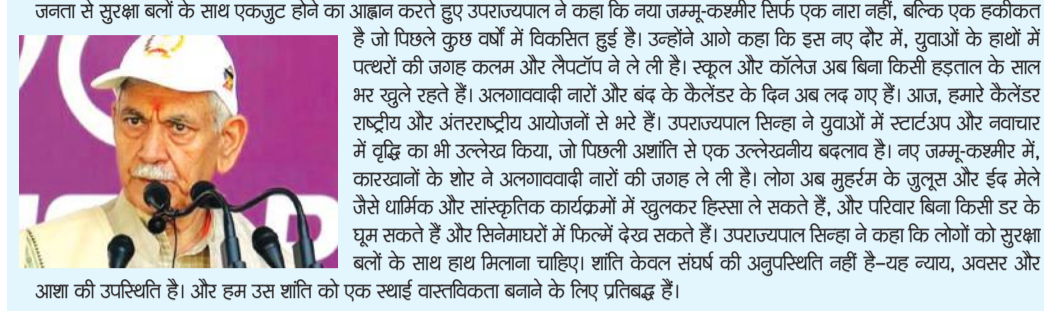 जनता से सुरक्षा बलों के साथ एकजुट होने का आह्वान करते हुए उपराज्यपाल ने कहा कि नया जम्मू-कश्मीर सिर्फ एक नारा नहीं, बल्कि एक हकीकत
है जो पिछले कुछ वर्षों में विकसित हुई है। उन्होंने आगे कहा कि इस नए दौर में, युवाओं के हाथों में
पत्थरों की जगह कलम और लैपटॉप ने ले ली है। स्कूल और कॉलेज अब बिना किसी हड़ताल के साल
भर खुले रहते हैं। अलगाववादी नारों और बंद के कैलेंडर के दिन अब लद गए हैं। आज, हमारे कैलेंडर
राष्ट्रीय और अंतरराष्ट्रीय आयोजनों से भरे हैं। उपराज्यपाल सिन्हा ने युवाओं में स्टार्टअप और नवाचार
में वृद्धि का भी उल्लेख किया, जो पिछली अशांति से एक उल्लेखनीय बदलाव है। नए जम्मू-कश्मीर में,
कारखानों के शोर ने अलगाववादी नारों की जगह ले ली है। लोग अब मुहर्रम के जुलूस और ईद मेले
जैसे धार्मिक और सांस्कृतिक कार्यक्रमों में खुलकर हिस्सा ले सकते हैं, और परिवार बिना किसी डर के
घूम सकते हैं और सिनेमाघरों में फिल्में देख सकते हैं। उपराज्यपाल सिन्हा ने कहा कि लोगों को सुरक्षा
बलों के साथ हाथ मिलाना चाहिए। शांति केवल संघर्ष की अनुपस्थिति नहीं है–यह न्याय, अवसर और
आशा की उपस्थिति है। और हम उस शांति को एक स्थाई वास्तविकता बनाने के लिए प्रतिबद्ध हैं।